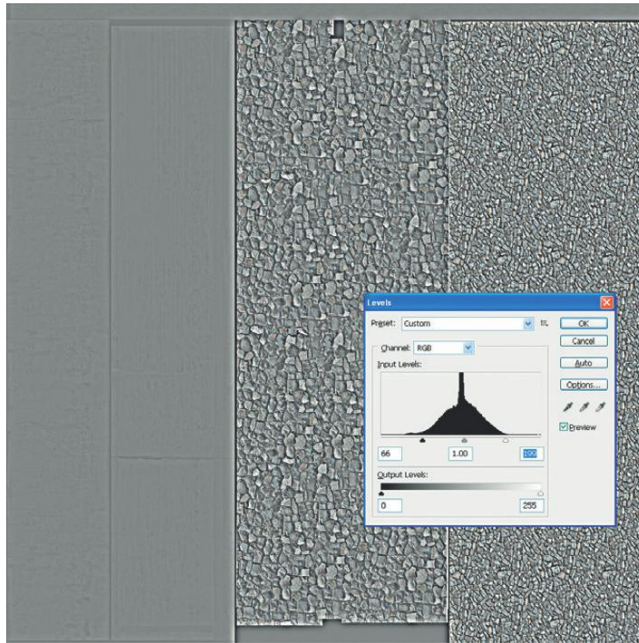 Levels
Preset: Custom
OK
Cancel
Channel: RGB
Auto
Input Levels:
Options...
Preview
66 1.00
Output Levels:
0 255